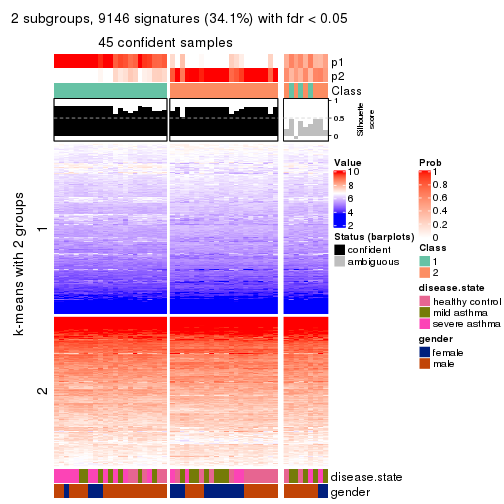 2 subgroups, 9146 signatures (34.1%) with fdr < 0.05
45 confident samples
p1
p2
Class
1
0.5
0
Silhouette
score
k-means with 2 groups
1
2
Value
10
8
6
4
2
Status (barplots)
confident
ambiguous
Prob
1
0.8
0.6
0.4
0.2
0
Class
1
2
disease.state
healthy control
mild asthma
severe asthma
gender
female
male
disease.state
gender